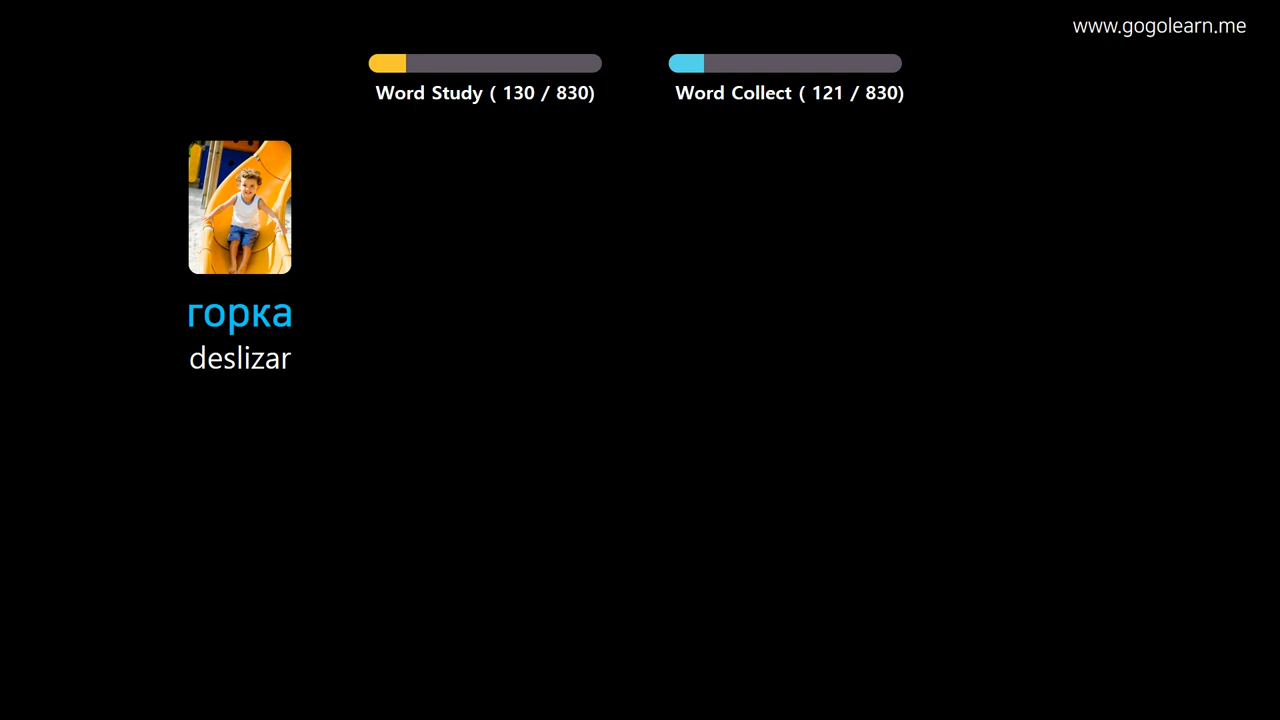 www.gogolearn.me
Word Study ( 130 / 830)
Word Collect ( 121 / 830)
горка
deslizar